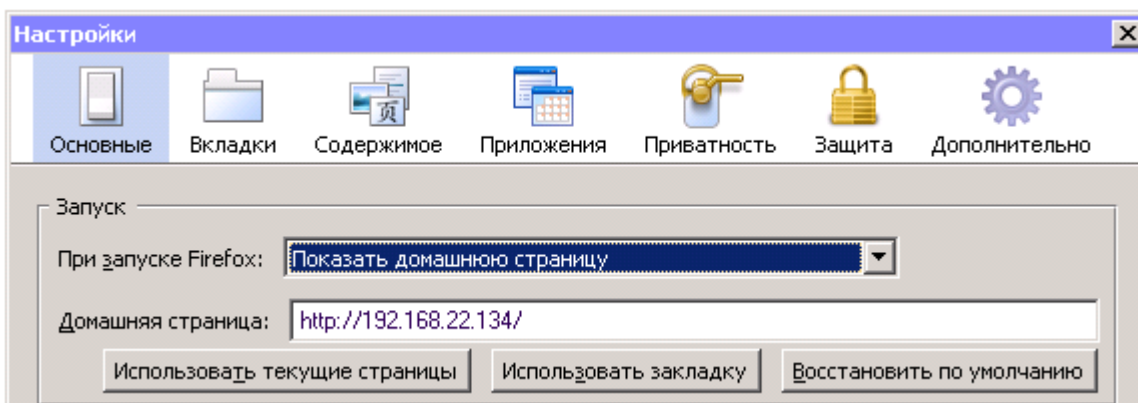 Настройки
Основные Вкладки Содержимое Приложения Приватность Защита Дополнительно
Запуск
При запуске Firefox: Показать домашнюю страницу
Домашняя страница: http://192.168.22.134/
Использовать текущие страницы Использовать закладку Восстановить по умолчанию